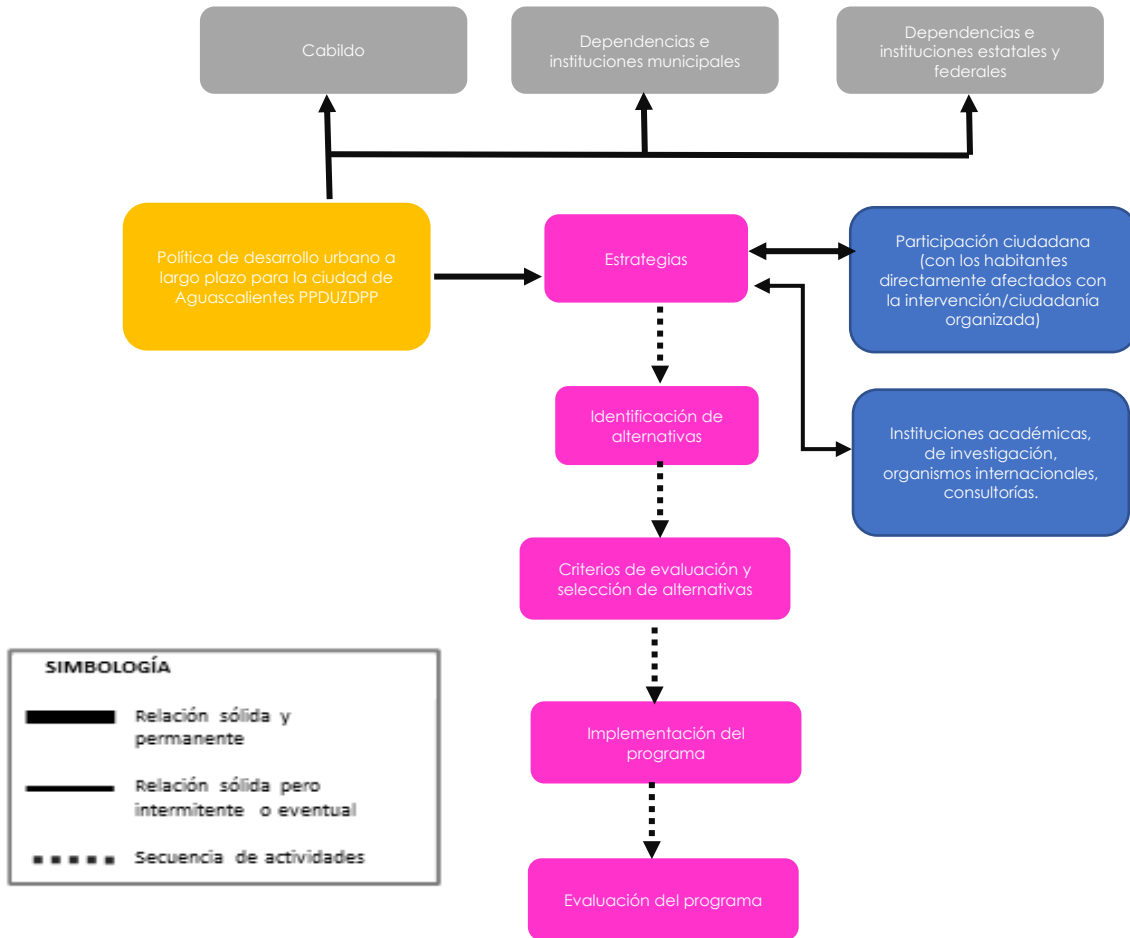 Cabildo
Dependencias e
instituciones municipales
Dependencias e
instituciones estatales y
federales
Política de desarrollo urbano a
largo plazo para la ciudad de
Aguascalientes PPDUZDPP
Estrategias
Participación ciudadana
(con los habitantes
directamente afectados con
la intervención/ciudadanía
organizada)
Identificación de
alternativas
Instituciones académicas,
de investigación,
organismos internacionales,
consultorías.
Criterios de evaluación y
selección de alternativas
Implementación del
programa
Evaluación del programa
SIMBOLOGÍA
Relación sólida y
permanente
Relación sólida pero
intermitente o eventual
Secuencia de actividades